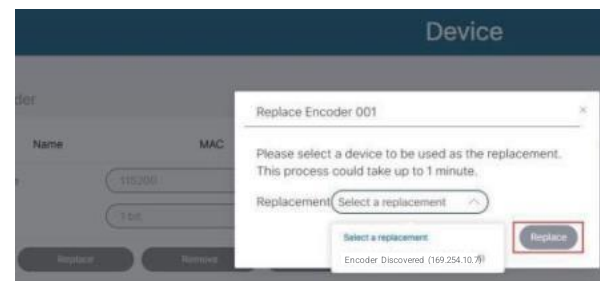 Device
der
Replace Encoder 001
×
Name
MAC
Please select a device to be used as the replacement.
This process could take up to 1 minute.
115200
Replacement
Select a replacement
1 bit
Select a replacement
Replace
Encoder Discovered (169.254.10.7)
Replace
Remove